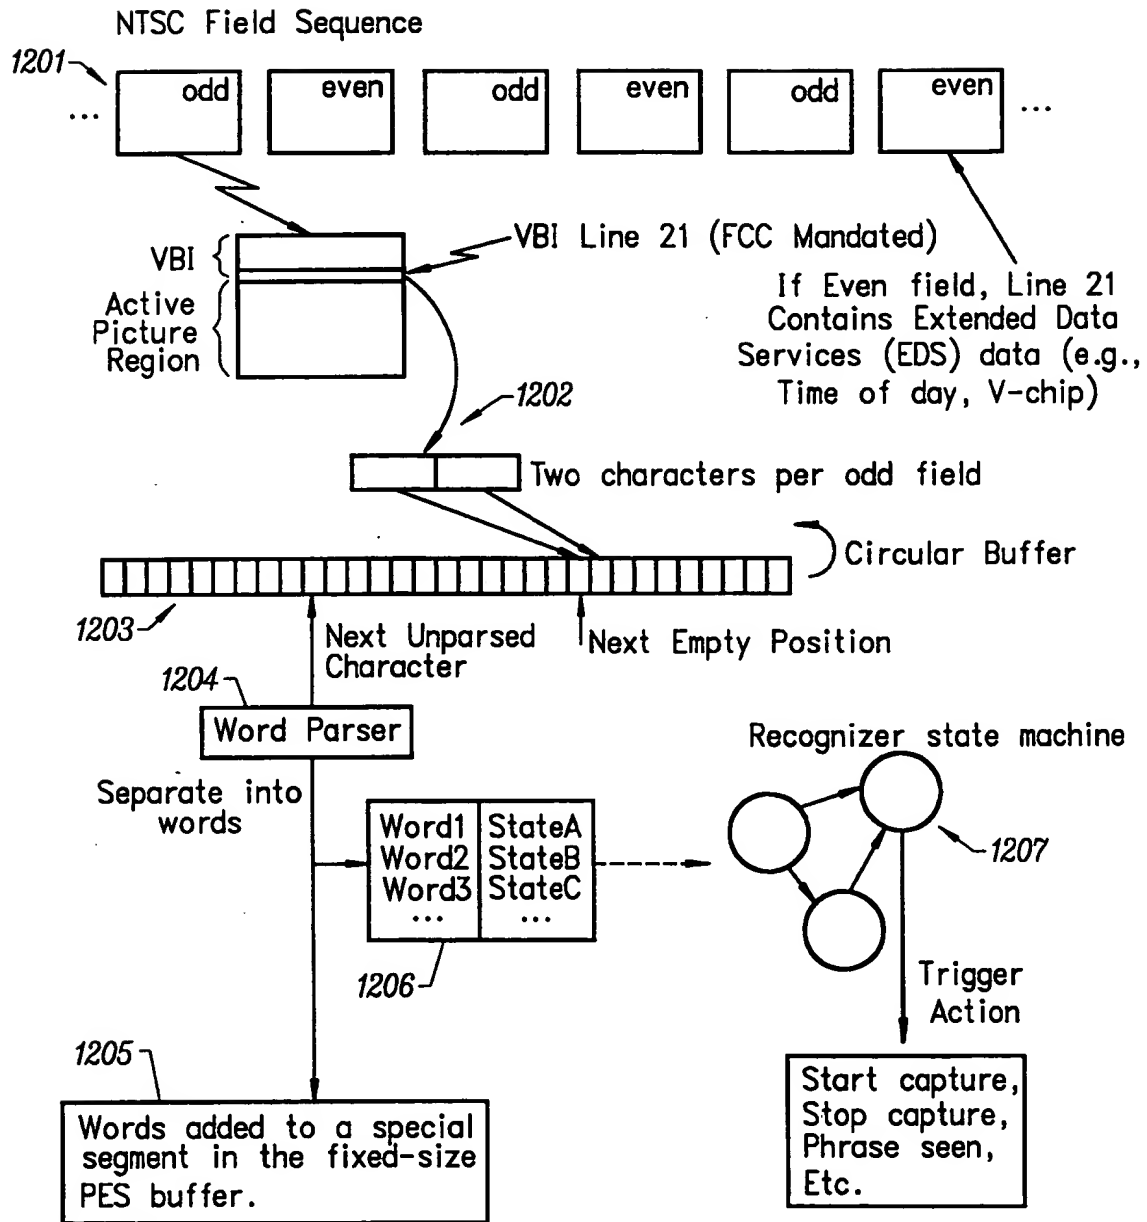 NTSC Field Sequence
1201
... odd even odd even odd even ...
VBI
VBI Line 21 (FCC Mandated)
Active
Picture
Region
If Even field, Line 21
Contains Extended Data
Services (EDS) data (e.g.,
Time of day, V-chip)
1202
Two characters per odd field
Circular Buffer
1203
Next Unparsed
Character
Next Empty Position
1204
Word Parser
Recognizer state machine
Separate into
words
Word1 StateA
Word2 StateB
Word3 StateC
... ...
1206
1207
Trigger
Action
1205
Words added to a special
segment in the fixed-size
PES buffer.
Start capture,
Stop capture,
Phrase seen,
Etc.